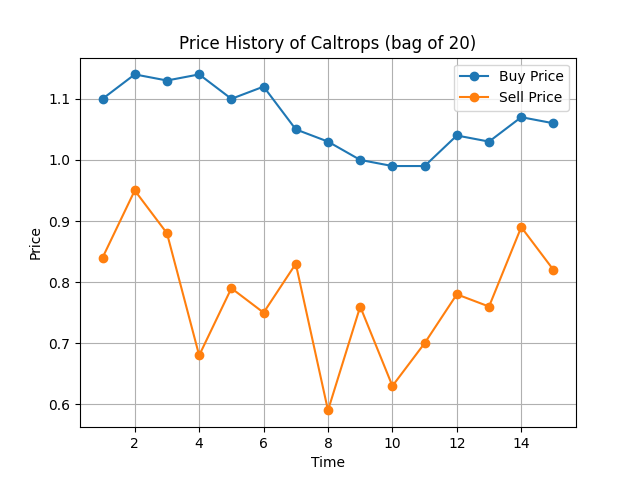 Price History of Caltrops (bag of 20)
Buy Price
Sell Price
1.1
1.0
0.9
0.8
0.7
0.6
Price
2 4 6 8 10 12 14
Time